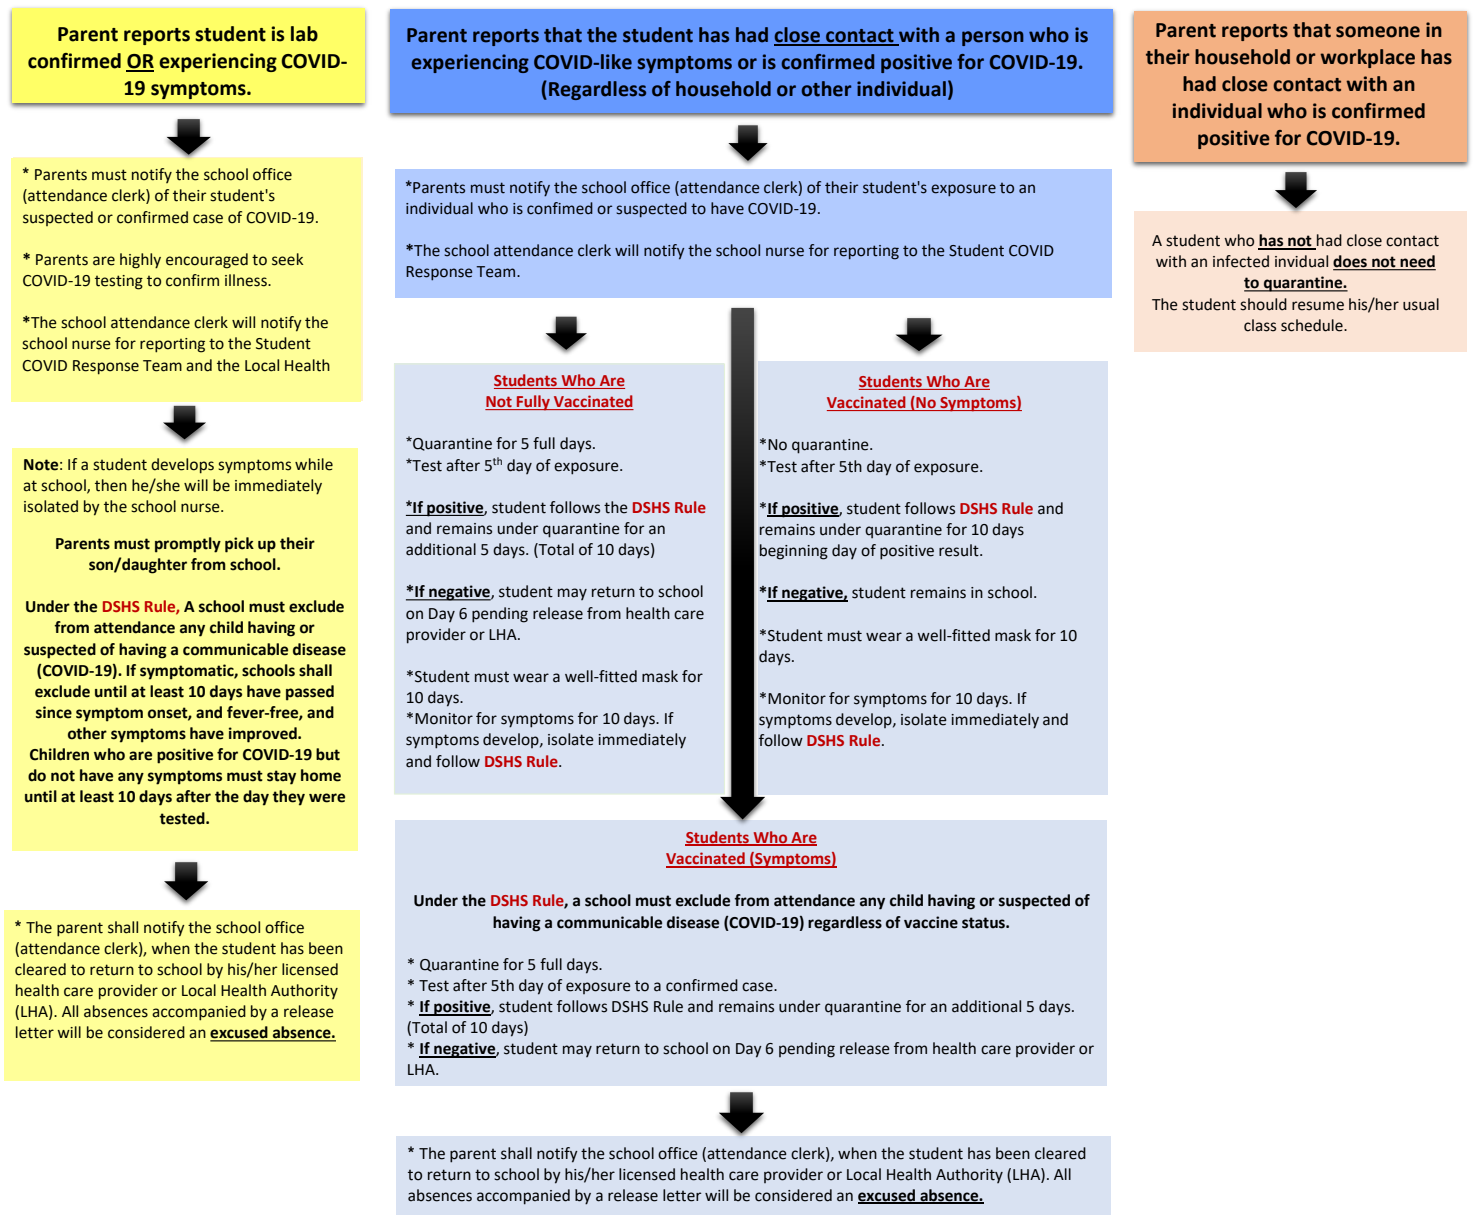 Parent reports student is lab
confirmed OR experiencing COVID-
19 symptoms.
* Parents must notify the school office
(attendance clerk) of their student's
suspected or confirmed case of COVID-19.
* Parents are highly encouraged to seek
COVID-19 testing to confirm illness.
*The school attendance clerk will notify the
school nurse for reporting to the Student
COVID Response Team and the Local Health
Note: If a student develops symptoms while
at school, then he/she will be immediately
isolated by the school nurse.
Parents must promptly pick up their
son/daughter from school.
Under the DSHS Rule, A school must exclude
from attendance any child having or
suspected of having a communicable disease
(COVID-19). If symptomatic, schools shall
exclude until at least 10 days have passed
since symptom onset, and fever-free, and
other symptoms have improved.
Children who are positive for COVID-19 but
do not have any symptoms must stay home
until at least 10 days after the day they were
tested.
* The parent shall notify the school office
(attendance clerk), when the student has been
cleared to return to school by his/her licensed
health care provider or Local Health Authority
(LHA). All absences accompanied by a release
letter will be considered an excused absence.
Parent reports that the student has had close contact with a person who is
experiencing COVID-like symptoms or is confirmed positive for COVID-19.
(Regardless of household or other individual)
*Parents must notify the school office (attendance clerk) of their student's exposure to an
individual who is confimed or suspected to have COVID-19.
*The school attendance clerk will notify the school nurse for reporting to the Student COVID
Response Team.
Students Who Are
Not Fully Vaccinated
*Quarantine for 5 full days.
*Test after 5th day of exposure.
*If positive, student follows the DSHS Rule
and remains under quarantine for an
additional 5 days. (Total of 10 days)
*If negative, student may return to school
on Day 6 pending release from health care
provider or LHA.
*Student must wear a well-fitted mask for
10 days.
*Monitor for symptoms for 10 days. If
symptoms develop, isolate immediately
and follow DSHS Rule.
Students Who Are
Vaccinated (No Symptoms)
*No quarantine.
*Test after 5th day of exposure.
*If positive, student follows DSHS Rule and
remains under quarantine for 10 days
beginning day of positive result.
*If negative, student remains in school.
*Student must wear a well-fitted mask for 10
days.
*Monitor for symptoms for 10 days. If
symptoms develop, isolate immediately and
follow DSHS Rule.
Students Who Are
Vaccinated (Symptoms)
Under the DSHS Rule, a school must exclude from attendance any child having or suspected of
having a communicable disease (COVID-19) regardless of vaccine status.
* Quarantine for 5 full days.
* Test after 5th day of exposure to a confirmed case.
* If positive, student follows DSHS Rule and remains under quarantine for an additional 5 days.
(Total of 10 days)
* If negative, student may return to school on Day 6 pending release from health care provider or
LHA.
* The parent shall notify the school office (attendance clerk), when the student has been cleared
to return to school by his/her licensed health care provider or Local Health Authority (LHA). All
absences accompanied by a release letter will be considered an excused absence.
Parent reports that someone in
their household or workplace has
had close contact with an
individual who is confirmed
positive for COVID-19.
A student who has not had close contact
with an infected invidual does not need
to quarantine.
The student should resume his/her usual
class schedule.